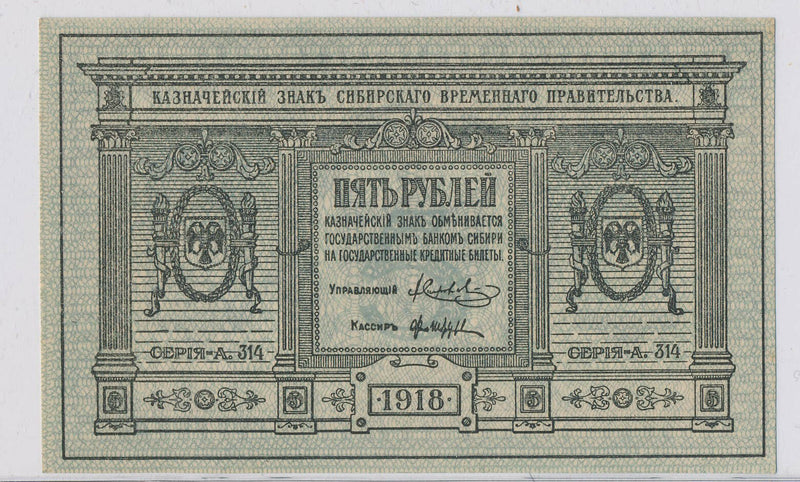 КАЗНАЧЕЙСКІЙ ЗНАКЪ СИБИРСКАГО ВРЕМЕННАГО ПРАВИТЕЛЬСТВА.
ПЯТЬ РУБЛЕЙ
КАЗНАЧЕЙСКІЙ ЗНАКЪ ОБМѢНИВАЕТСЯ
ГОСУДАРСТВЕННЫМЪ БАНКОМЪ СИБИРИ
НА ГОСУДАРСТВЕННЫЕ КРЕДИТНЫЕ БИЛЕТЫ.
УПРАВЛЯЮЩІЙ
КАССИРЪ
СЕРІЯ=А. 314-
СЕРІЯ=А. 314-
5 5 ·1918· 5 5